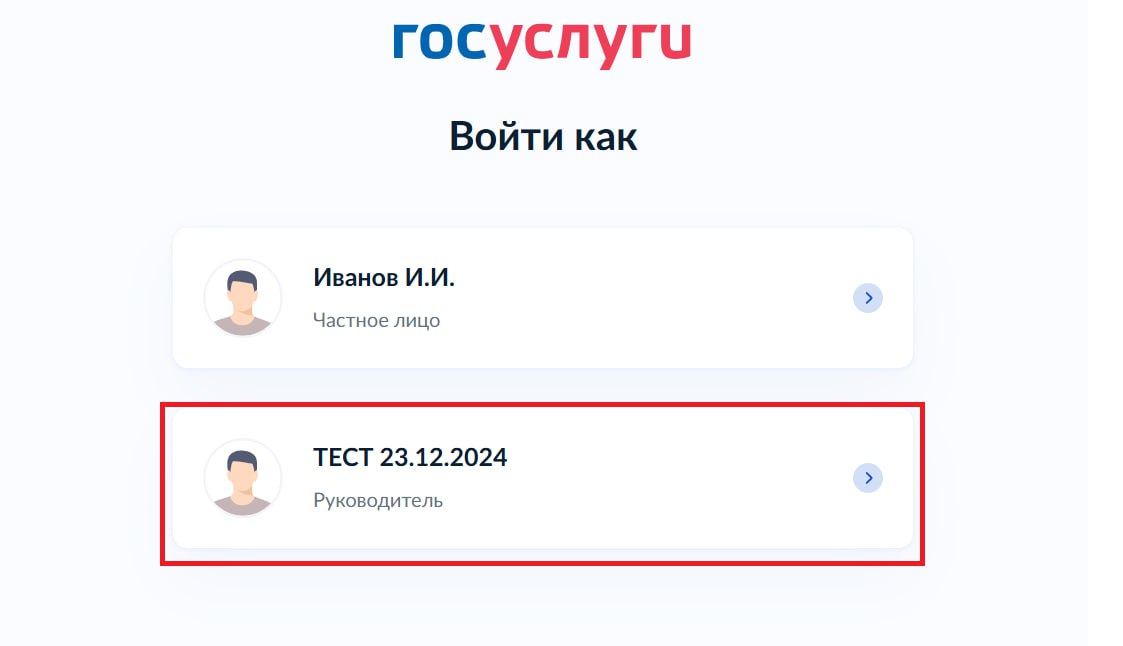 госуслуги
Войти как
Иванов И.И.
Частное лицо
ТЕСТ 23.12.2024
Руководитель